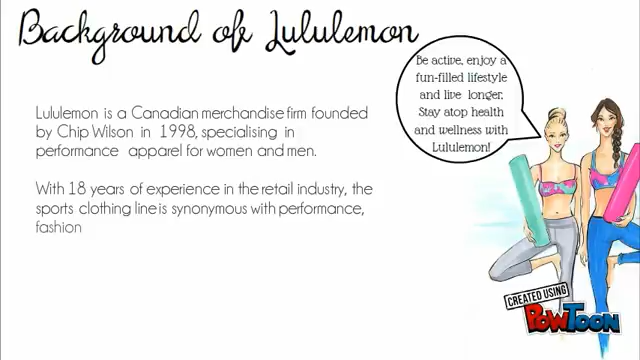 Background of Lululemon
Be active, enjoy a
fun-filled lifestyle
and live longer.
Stay atop health
and wellness with
Lululemon!
Lululemon is a Canadian merchandise firm founded
by Chip Wilson in 1998, specialising in
performance apparel for women and men.
With 18 years of experience in the retail industry, the
sports clothing line is synonymous with performance,
fashion
CREATED USING
POWTOON